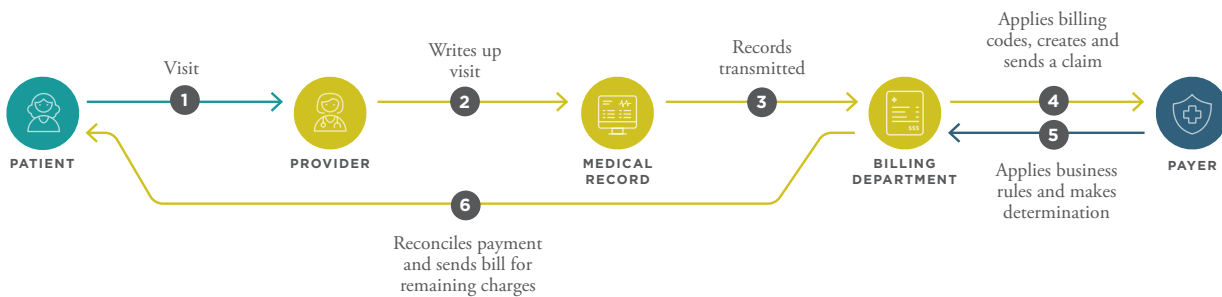 Visit
1
PATIENT
PROVIDER
Writes up
visit
2
MEDICAL
RECORD
Records
transmitted
3
$$$
BILLING
DEPARTMENT
Applies billing
codes, creates and
sends a claim
4
5
Applies business
rules and makes
determination
PAYER
6
Reconciles payment
and sends bill for
remaining charges